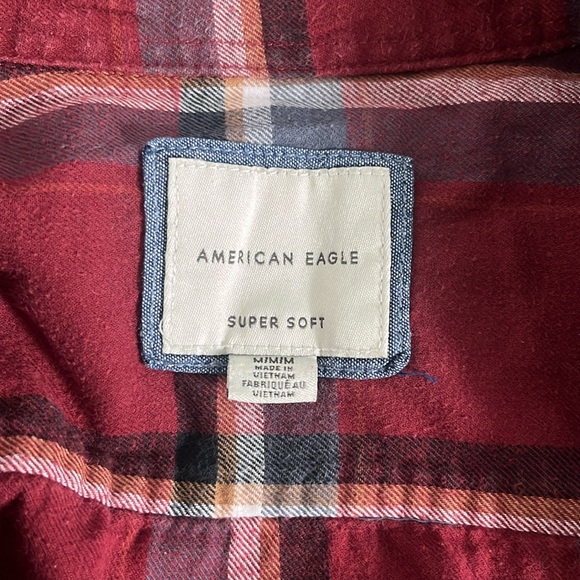 AMERICAN EAGLE
SUPER SOFT
M/M/M
MADE IN
VIETNAM
FABRIQUÉ AU
VIETNAM